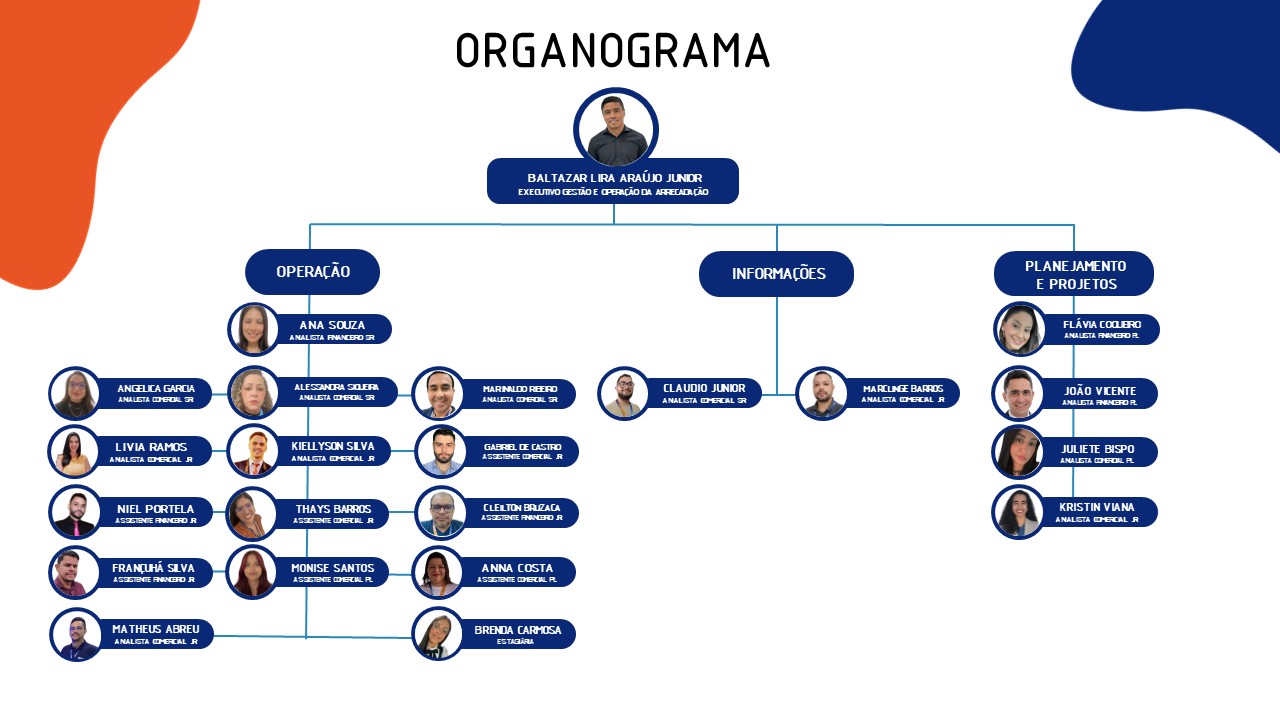 ORGANOGRAMA
BALTAZAR LIRA ARAÚJO JUNIOR
EXECUTIVO GESTÃO E OPERAÇÃO DA ARRECADAÇÃO
OPERAÇÃO
ANA SOUZA
ANALISTA FINANCEIRO SR
ANGELICA GARCIA
ANALISTA COMERCIAL SR
ALESSANDRA SIQUEIRA
ANALISTA COMERCIAL SR
MARINALDO RIBEIRO
ANALISTA COMERCIAL SR
LIVIA RAMOS
ANALISTA COMERCIAL JR
KIELLYSON SILVA
ANALISTA COMERCIAL JR
GABRIEL DE CASTRO
ASSISTENTE COMERCIAL JR
NIEL PORTELA
ASSISTENTE FINANCEIRO JR
THAYS BARROS
ASSISTENTE COMERCIAL JR
CLEILTON BRUZACA
ASSISTENTE FINANCEIRO JR
FRANÇUHÁ SILVA
ASSISTENTE FINANCEIRO JR
MONISE SANTOS
ASSISTENTE COMERCIAL PL
ANNA COSTA
ASSISTENTE COMERCIAL PL
MATHEUS ABREU
ANALISTA COMERCIAL JR
BRENDA CARMOSA
ESTAGIÁRIA
INFORMAÇÕES
CLAUDIO JUNIOR
ANALISTA COMERCIAL SR
MARCLINGE BARROS
ANALISTA COMERCIAL JR
PLANEJAMENTO
E PROJETOS
FLÁVIA COQUEIRO
ANALISTA FINANCEIRO PL
JOÃO VICENTE
ANALISTA FINANCEIRO PL
JULIETE BISPO
ANALISTA COMERCIAL PL
KRISTIN VIANA
ANALISTA COMERCIAL JR